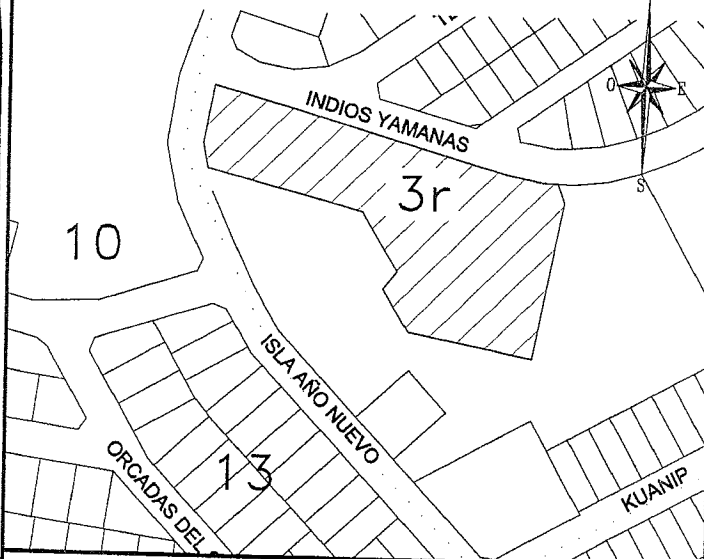 INDIOS YAMANAS
O
E
S
3r
10
ISLA AÑO NUEVO
13
ORCADAS DEL
KUANIP